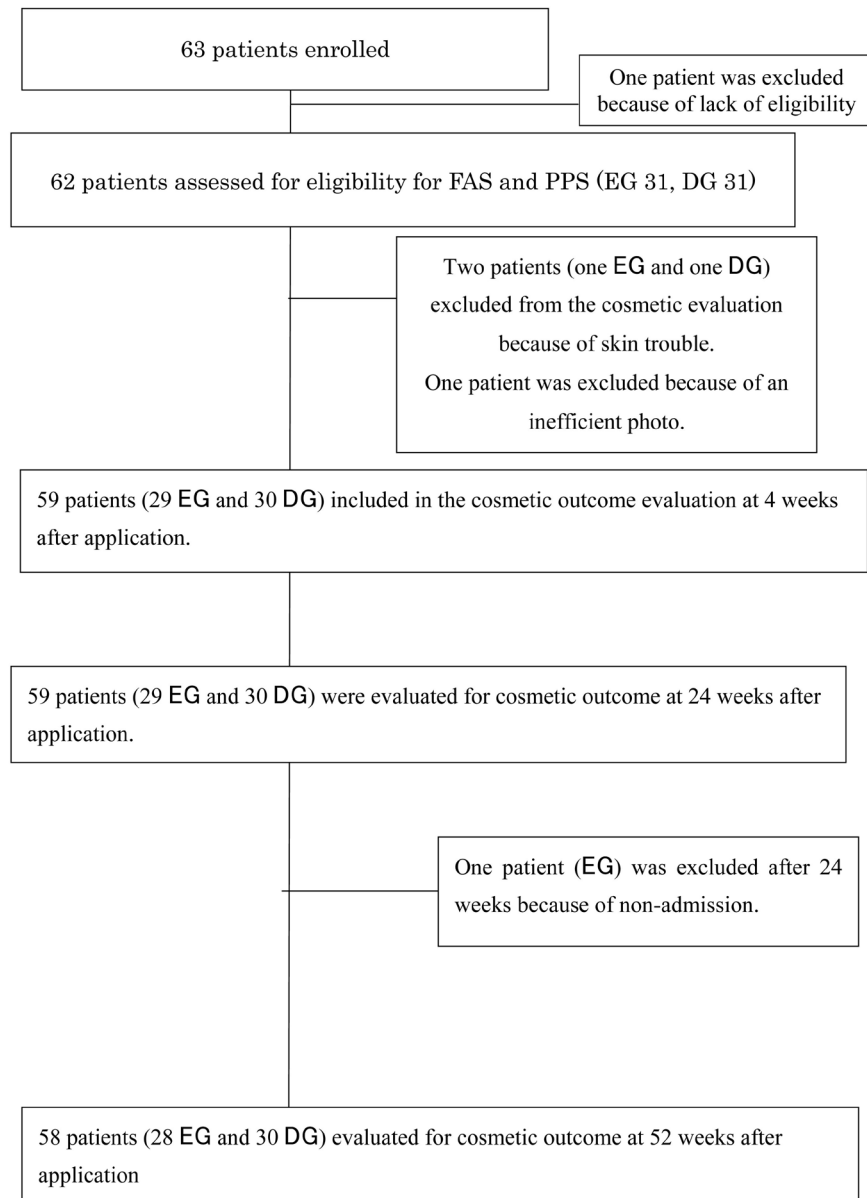 63 patients enrolled
One patient was excluded
because of lack of eligibility
62 patients assessed for eligibility for FAS and PPS (EG 31, DG 31)
Two patients (one EG and one DG)
excluded from the cosmetic evaluation
because of skin trouble.
One patient was excluded because of an
inefficient photo.
59 patients (29 EG and 30 DG) included in the cosmetic outcome evaluation at 4 weeks
after application.
59 patients (29 EG and 30 DG) were evaluated for cosmetic outcome at 24 weeks after
application.
One patient (EG) was excluded after 24
weeks because of non-admission.
58 patients (28 EG and 30 DG) evaluated for cosmetic outcome at 52 weeks after
application